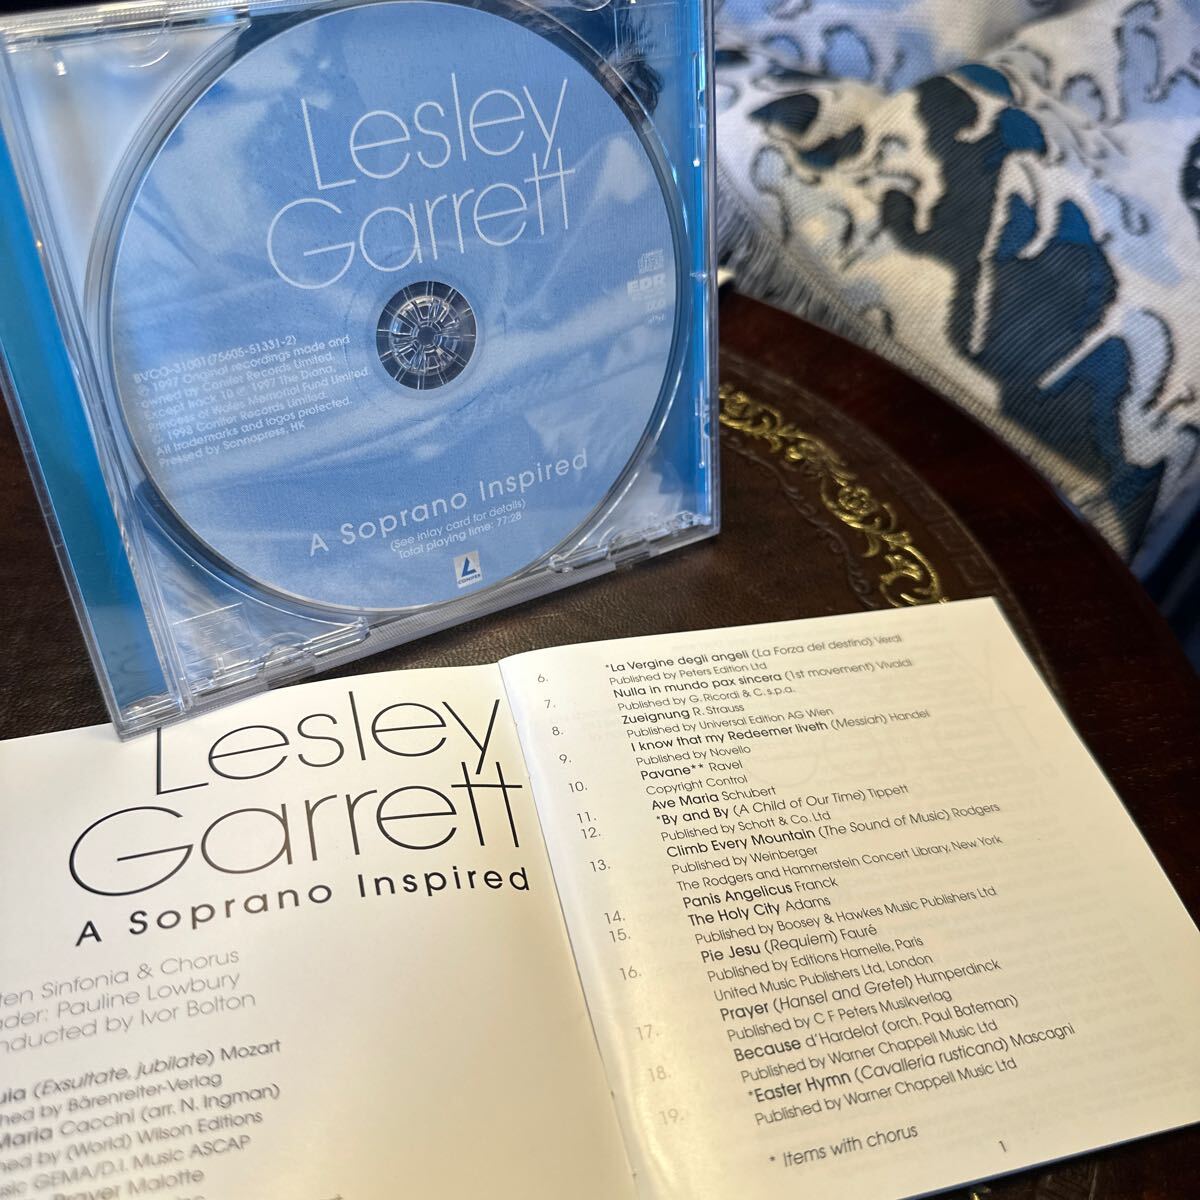 Lesley
Garrett
BVCO-31001(75605-51331-2)
℗ 1997 Original recordings made and
owned by Conifer Records Limited.
Except track 10 ℗ 1997 The Diana,
Princess of Wales Memorial Fund Limited.
© 1998 Conifer Records Limited.
All trademarks and logos protected.
Pressed by Sonnopress, HK
EDR
A Soprano Inspired
(See inlay card for details)
Total playing time: 77:28
CONIFER
Lesley
Garrett
A Soprano Inspired
ten Sinfonia & Chorus
ader: Pauline Lowbury
nducted by Ivor Bolton
uia (Exsultate, jubilate) Mozart
hed by Bärenreiter-Verlag
Maria Caccini (arr. N. Ingman)
hed by (World) Wilson Editions
sic GEMA/D.I. Music ASCAP
Prayer Malotte
6. *La Vergine degli angeli (La Forza del destino) Verdi
Published by Peters Edition Ltd
7. Nulla in mundo pax sincera (1st movement) Vivaldi
Published by G. Ricordi & C.s.p.a.
8. Zueignung R. Strauss
Published by Universal Edition AG Wien
9. I know that my Redeemer liveth (Messiah) Handel
Published by Novello
10. Pavane** Ravel
Copyright Control
11. Ave Maria Schubert
12. *By and By (A Child of Our Time) Tippett
Published by Schott & Co. Ltd
13. Climb Every Mountain (The Sound of Music) Rodgers
Published by Weinberger
The Rodgers and Hammerstein Concert Library, New York
14. Panis Angelicus Franck
15. The Holy City Adams
Published by Boosey & Hawkes Music Publishers Ltd
16. Pie Jesu (Requiem) Fauré
Published by Editions Hamelle, Paris
United Music Publishers Ltd, London
17. Prayer (Hansel and Gretel) Humperdinck
Published by C F Peters Musikverlag
18. Because d'Hardelot (orch. Paul Bateman)
Published by Warner Chappell Music Ltd
19. *Easter Hymn (Cavalleria rusticana) Mascagni
Published by Warner Chappell Music Ltd
* Items with chorus
1